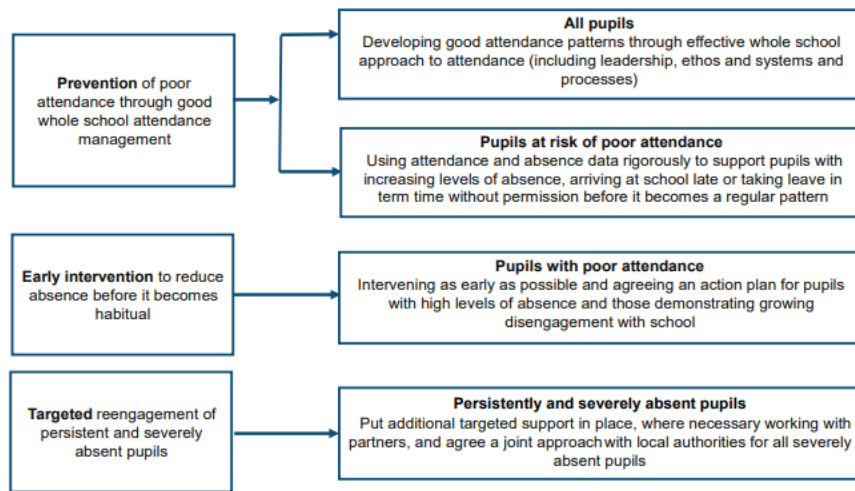 Prevention of poor
attendance through good
whole school attendance
management
All pupils
Developing good attendance patterns through effective whole school
approach to attendance (including leadership, ethos and systems and
processes)
Pupils at risk of poor attendance
Using attendance and absence data rigorously to support pupils with
increasing levels of absence, arriving at school late or taking leave in
term time without permission before it becomes a regular pattern
Early intervention to reduce
absence before it becomes
habitual
Pupils with poor attendance
Intervening as early as possible and agreeing an action plan for pupils
with high levels of absence and those demonstrating growing
disengagement with school
Targeted reengagement of
persistent and severely
absent pupils
Persistently and severely absent pupils
Put additional targeted support in place, where necessary working with
partners, and agree a joint approach with local authorities for all severely
absent pupils